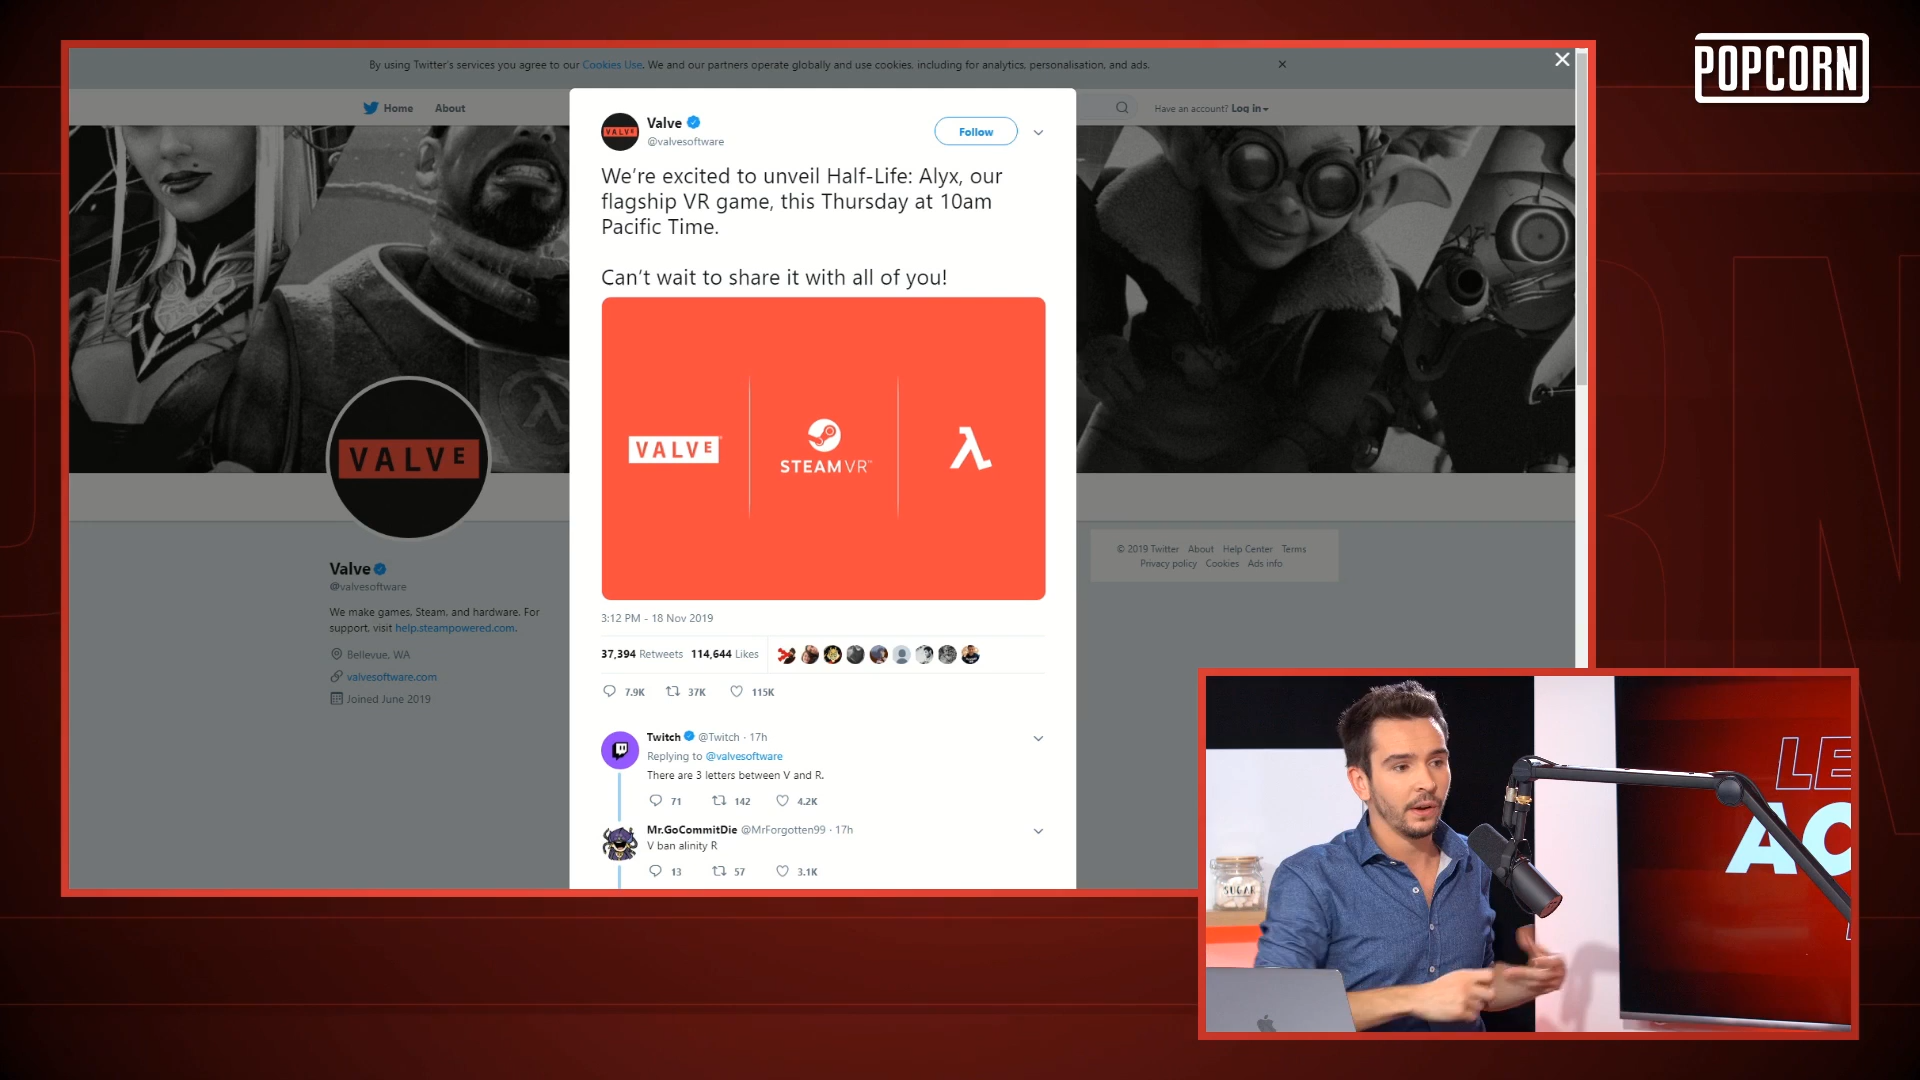 POPCORN
By using Twitter's services you agree to our Cookies Use. We and our partners operate globally and use cookies, including for analytics, personalisation, and ads.
Home About
Have an account? Log in
Valve
@valvesoftware
Follow
We're excited to unveil Half-Life: Alyx, our
flagship VR game, this Thursday at 10am
Pacific Time.
Can't wait to share it with all of you!
VALVE
STEAMVR™
λ
VALVE
3:12 PM - 18 Nov 2019
37,394 Retweets 114,644 Likes
7.9K 37K 115K
Valve
@valvesoftware
We make games, Steam, and hardware. For
support, visit help.steampowered.com.
Bellevue, WA
valvesoftware.com
Joined June 2019
© 2019 Twitter About Help Center Terms
Privacy policy Cookies Ads info
Twitch @Twitch · 17h
Replying to @valvesoftware
There are 3 letters between V and R.
71 142 4.2K
Mr.GoCommitDie @MrForgotten99 · 17h
V ban alinity R
13 57 3.1K
SUGAR
LE
AC